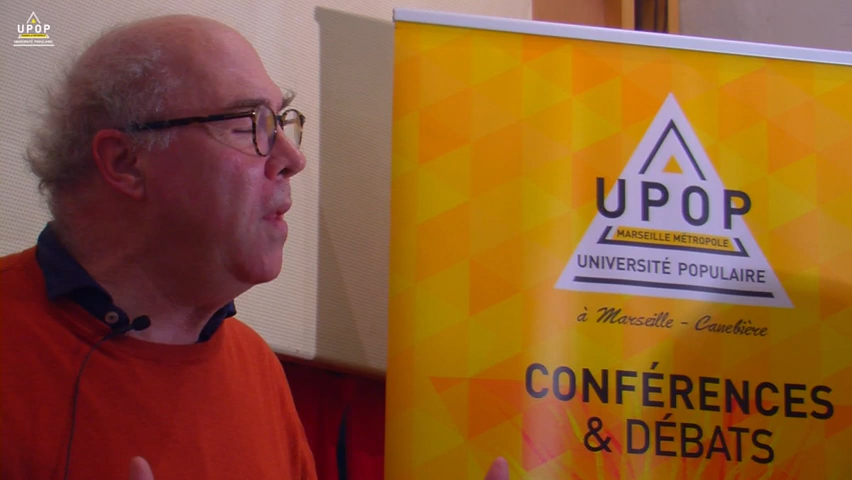 UPOP
UNIVERSITÉ POPULAIRE
UPOP
MARSEILLE MÉTROPOLE
UNIVERSITÉ POPULAIRE
à Marseille - Canebière
CONFÉRENCES
& DÉBATS